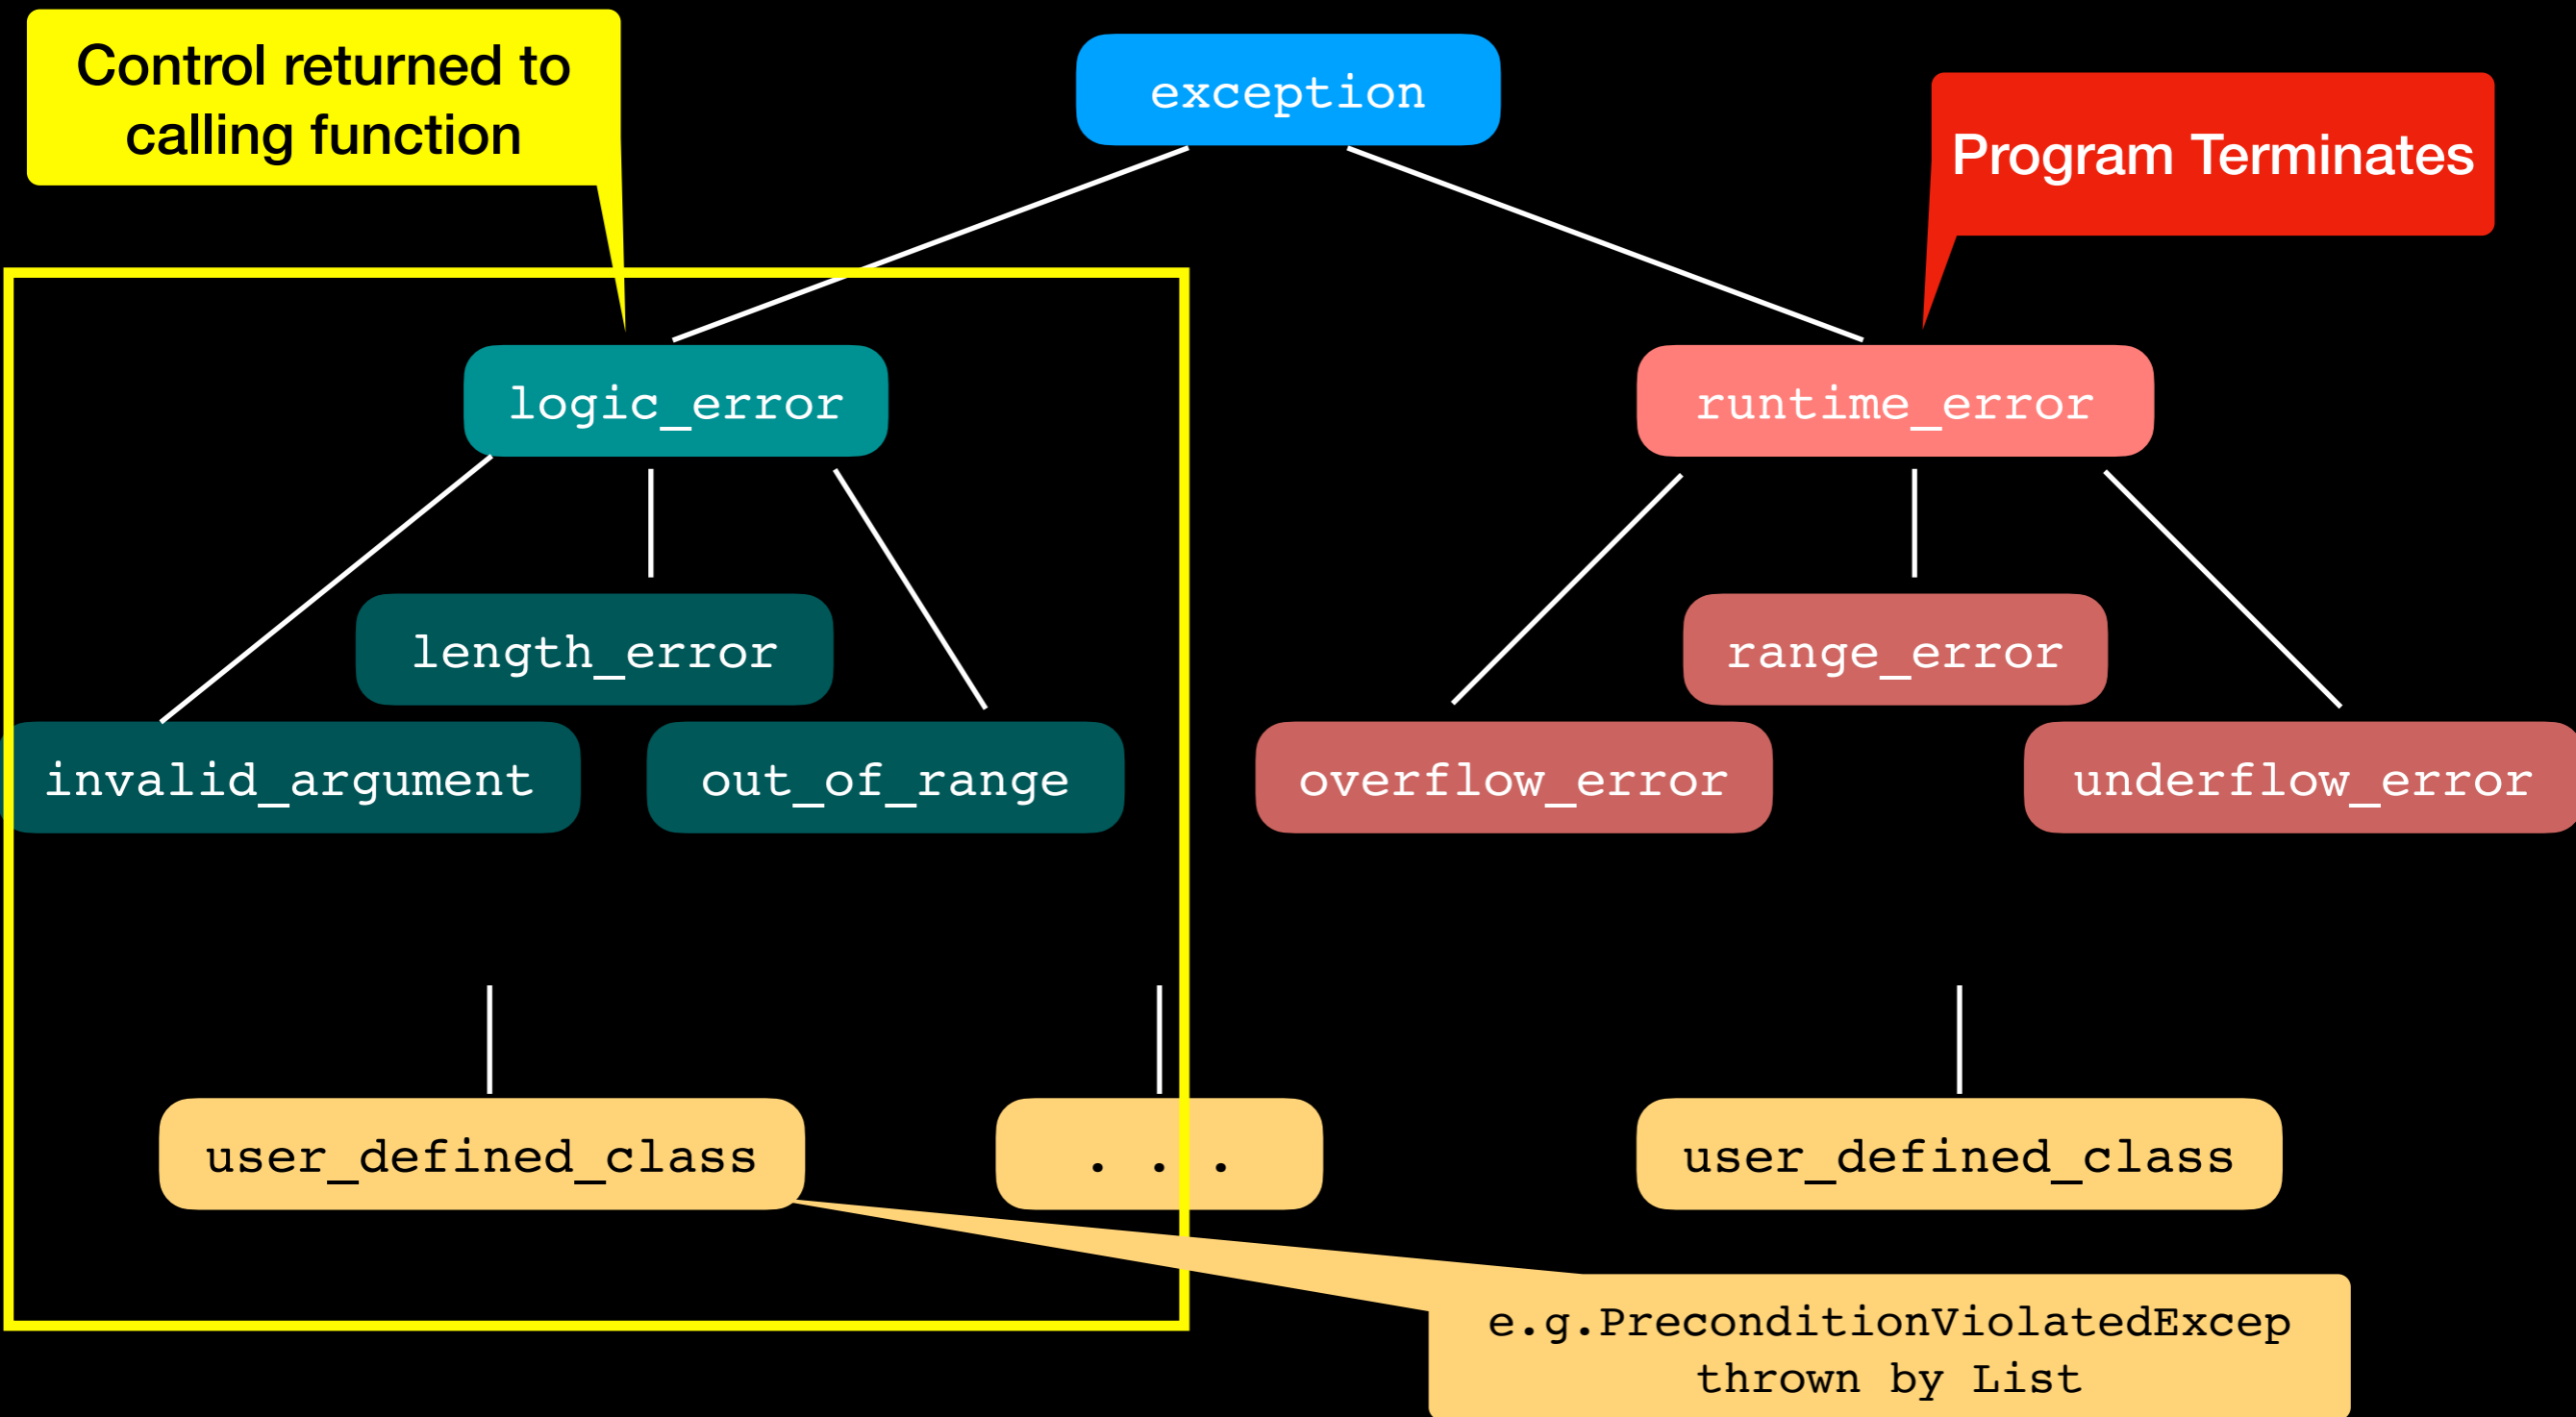 Control returned to
calling function
exception
Program Terminates
logic_error
runtime_error
length_error
range_error
invalid_argument
out_of_range
overflow_error
underflow_error
user_defined_class
. . .
user_defined_class
e.g.PreconditionViolatedExcep
thrown by List